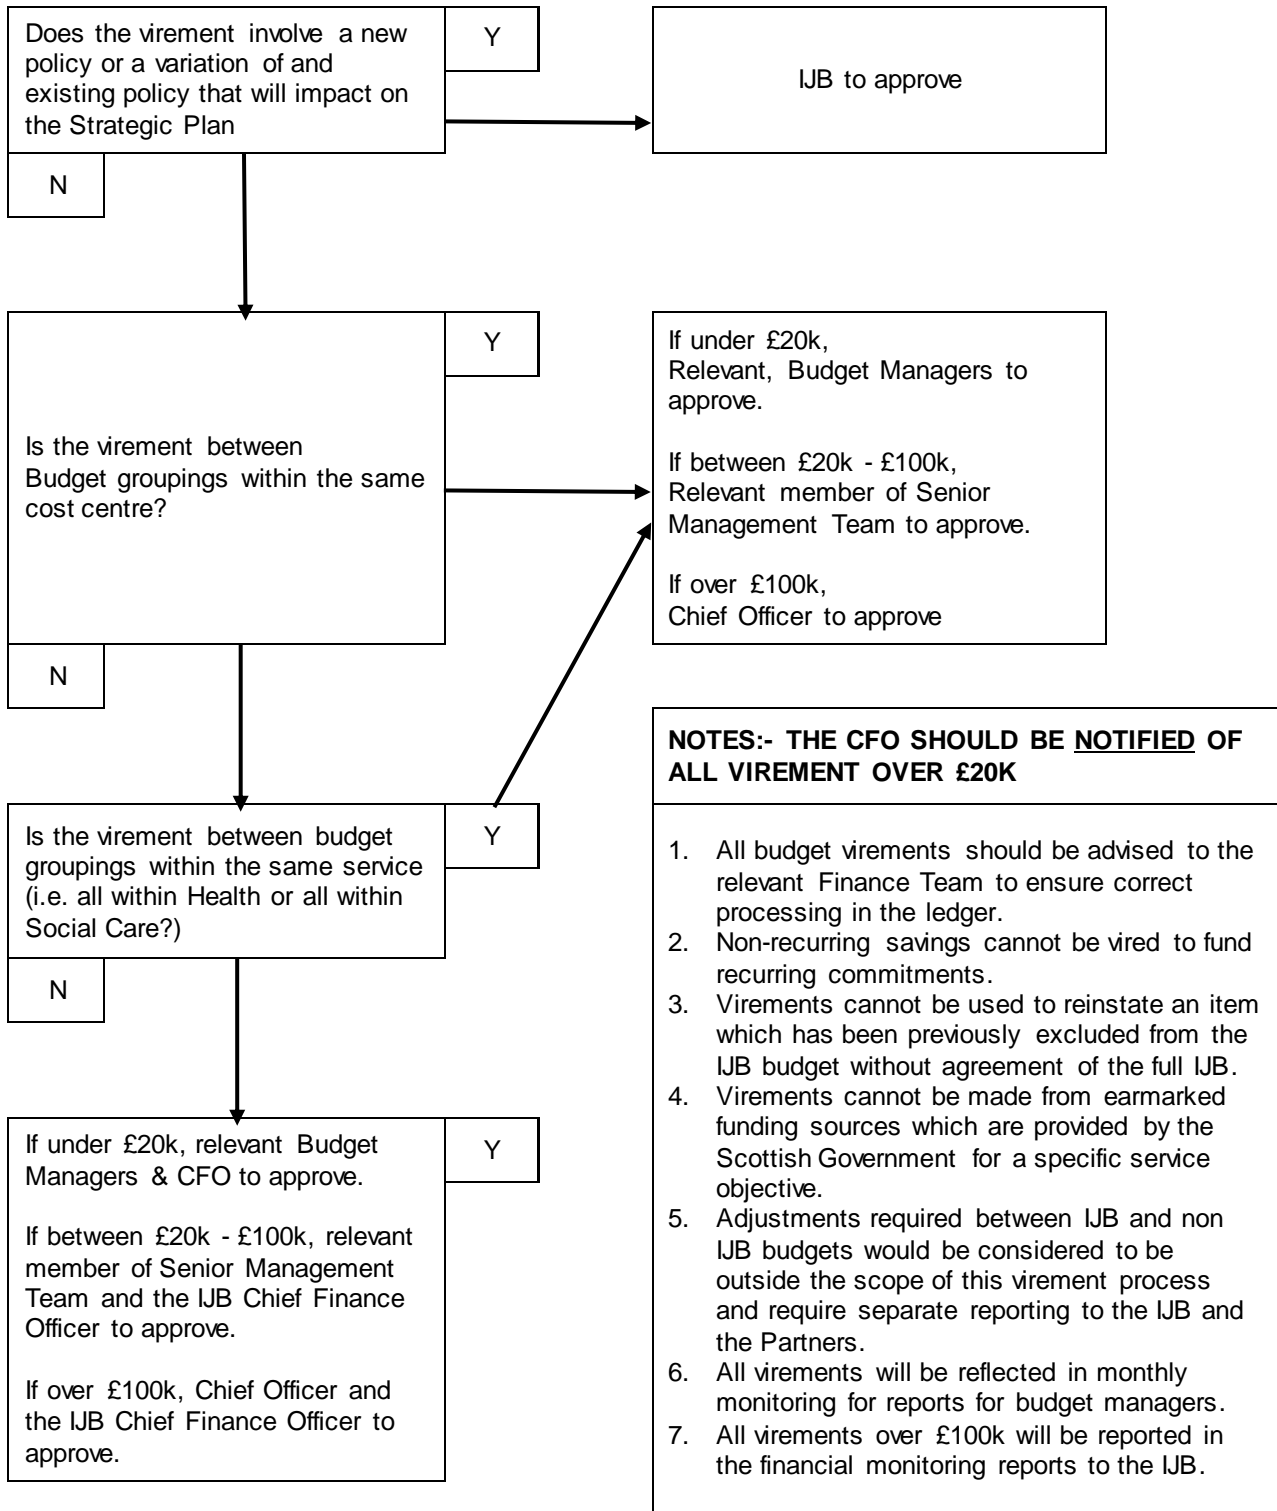 Does the virement involve a new
policy or a variation of and
existing policy that will impact on
the Strategic Plan
Y
IJB to approve
N
Is the virement between
Budget groupings within the same
cost centre?
Y
If under £20k,
Relevant, Budget Managers to
approve.
If between £20k - £100k,
Relevant member of Senior
Management Team to approve.
If over £100k,
Chief Officer to approve
N
Is the virement between budget
groupings within the same service
(i.e. all within Health or all within
Social Care?)
Y
N
If under £20k, relevant Budget
Managers & CFO to approve.
If between £20k - £100k, relevant
member of Senior Management
Team and the IJB Chief Finance
Officer to approve.
If over £100k, Chief Officer and
the IJB Chief Finance Officer to
approve.
Y
NOTES:- THE CFO SHOULD BE NOTIFIED OF
ALL VIREMENT OVER £20K
1. All budget virements should be advised to the
relevant Finance Team to ensure correct
processing in the ledger.
2. Non-recurring savings cannot be vired to fund
recurring commitments.
3. Virements cannot be used to reinstate an item
which has been previously excluded from the
IJB budget without agreement of the full IJB.
4. Virements cannot be made from earmarked
funding sources which are provided by the
Scottish Government for a specific service
objective.
5. Adjustments required between IJB and non
IJB budgets would be considered to be
outside the scope of this virement process
and require separate reporting to the IJB and
the Partners.
6. All virements will be reflected in monthly
monitoring for reports for budget managers.
7. All virements over £100k will be reported in
the financial monitoring reports to the IJB.